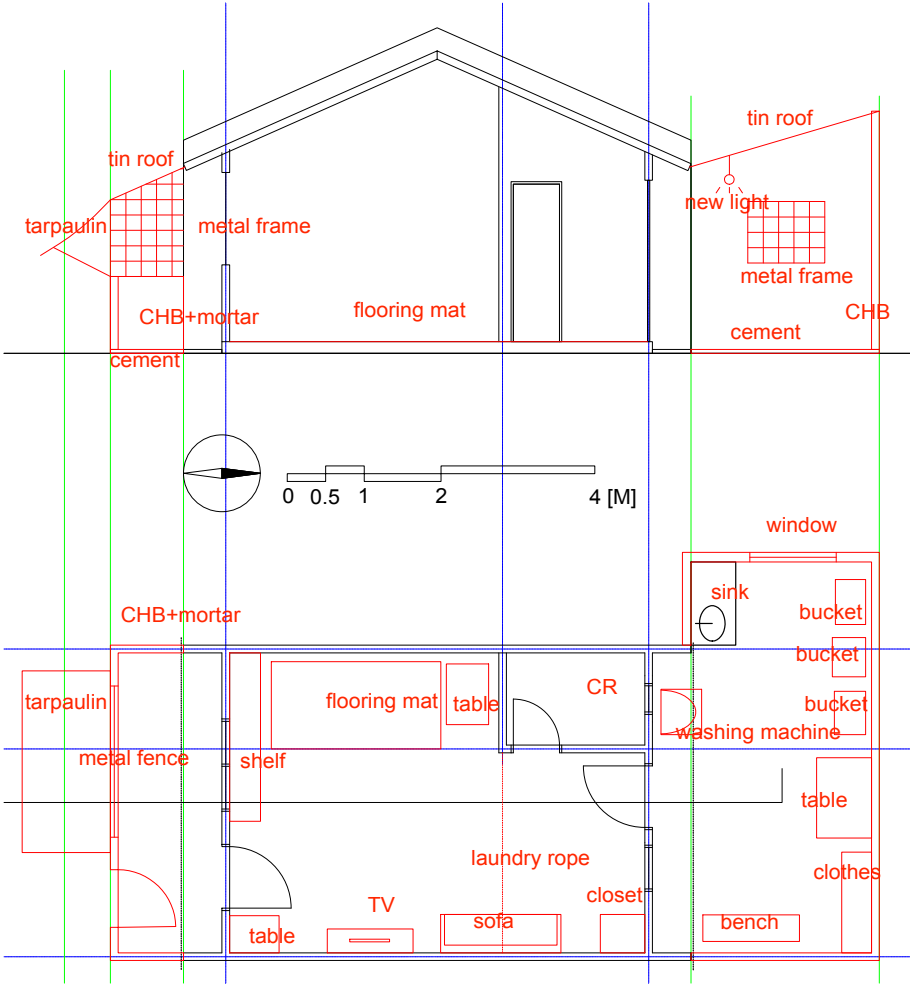 tin roof
tin roof
new light
tarpaulin
metal frame
metal frame
flooring mat
CHB+mortar
CHB
cement
cement
0 0.5 1 2 4 [M]
window
sink
CHB+mortar
bucket
bucket
CR
tarpaulin
flooring mat
table
bucket
washing machine
metal fence
shelf
table
laundry rope
clothes
closet
TV
sofa
bench
table